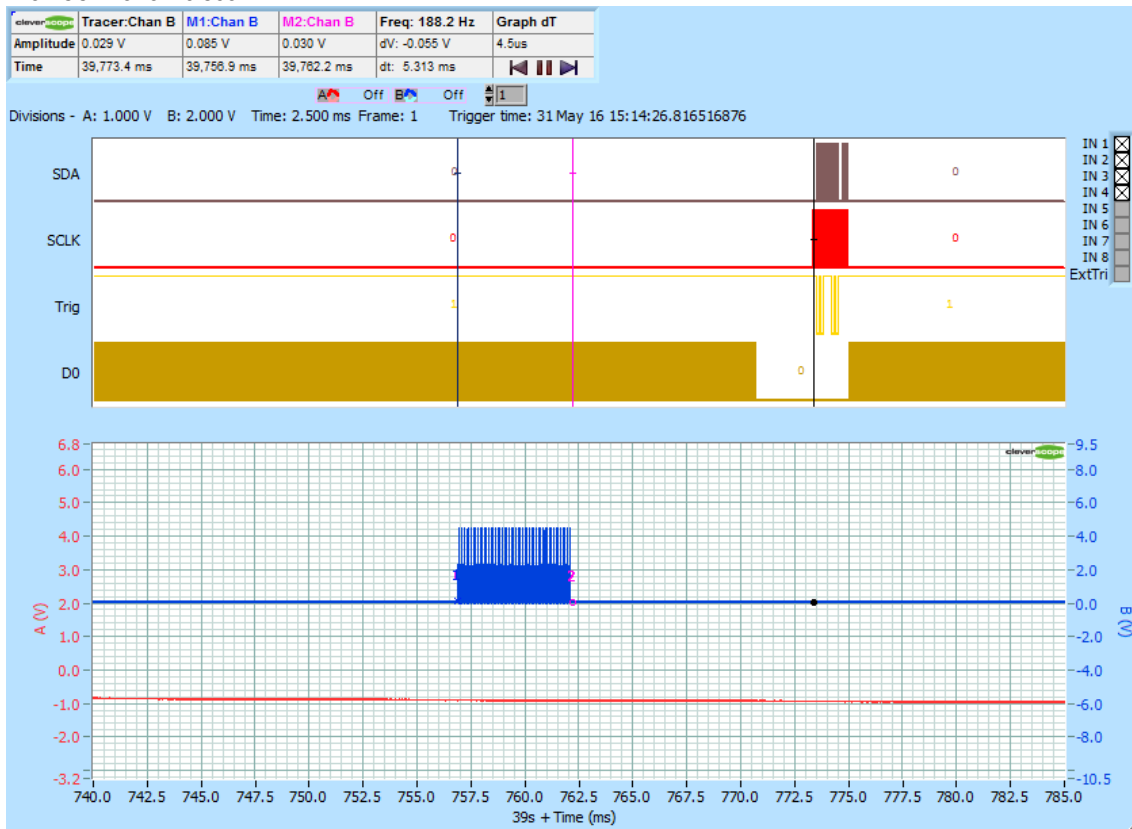 cleverscope Tracer:Chan B M1:Chan B M2:Chan B Freq: 188.2 Hz Graph dT
Amplitude 0.029 V 0.085 V 0.030 V dV: -0.055 V 4.5us
Time 39,773.4 ms 39,756.9 ms 39,762.2 ms dt: 5.313 ms
A Off B Off 1
Divisions - A: 1.000 V B: 2.000 V Time: 2.500 ms Frame: 1 Trigger time: 31 May 16 15:14:26.816516876
SDA 0 0
SCLK 0 0
Trig 1 1
D0 0
IN 1
IN 2
IN 3
IN 4
IN 5
IN 6
IN 7
IN 8
ExtTri
cleverscope
6.8 9.5
6.0 8.0
5.0 6.0
4.0 4.0
3.0 1 2 2.0
2.0 -0.0
1.0 -2.0
0.0 -4.0
-1.0 -6.0
-2.0 -8.0
-3.2 -10.5
A (V)
B (V)
740.0 742.5 745.0 747.5 750.0 752.5 755.0 757.5 760.0 762.5 765.0 767.5 770.0 772.5 775.0 777.5 780.0 782.5 785.0
39s + Time (ms)